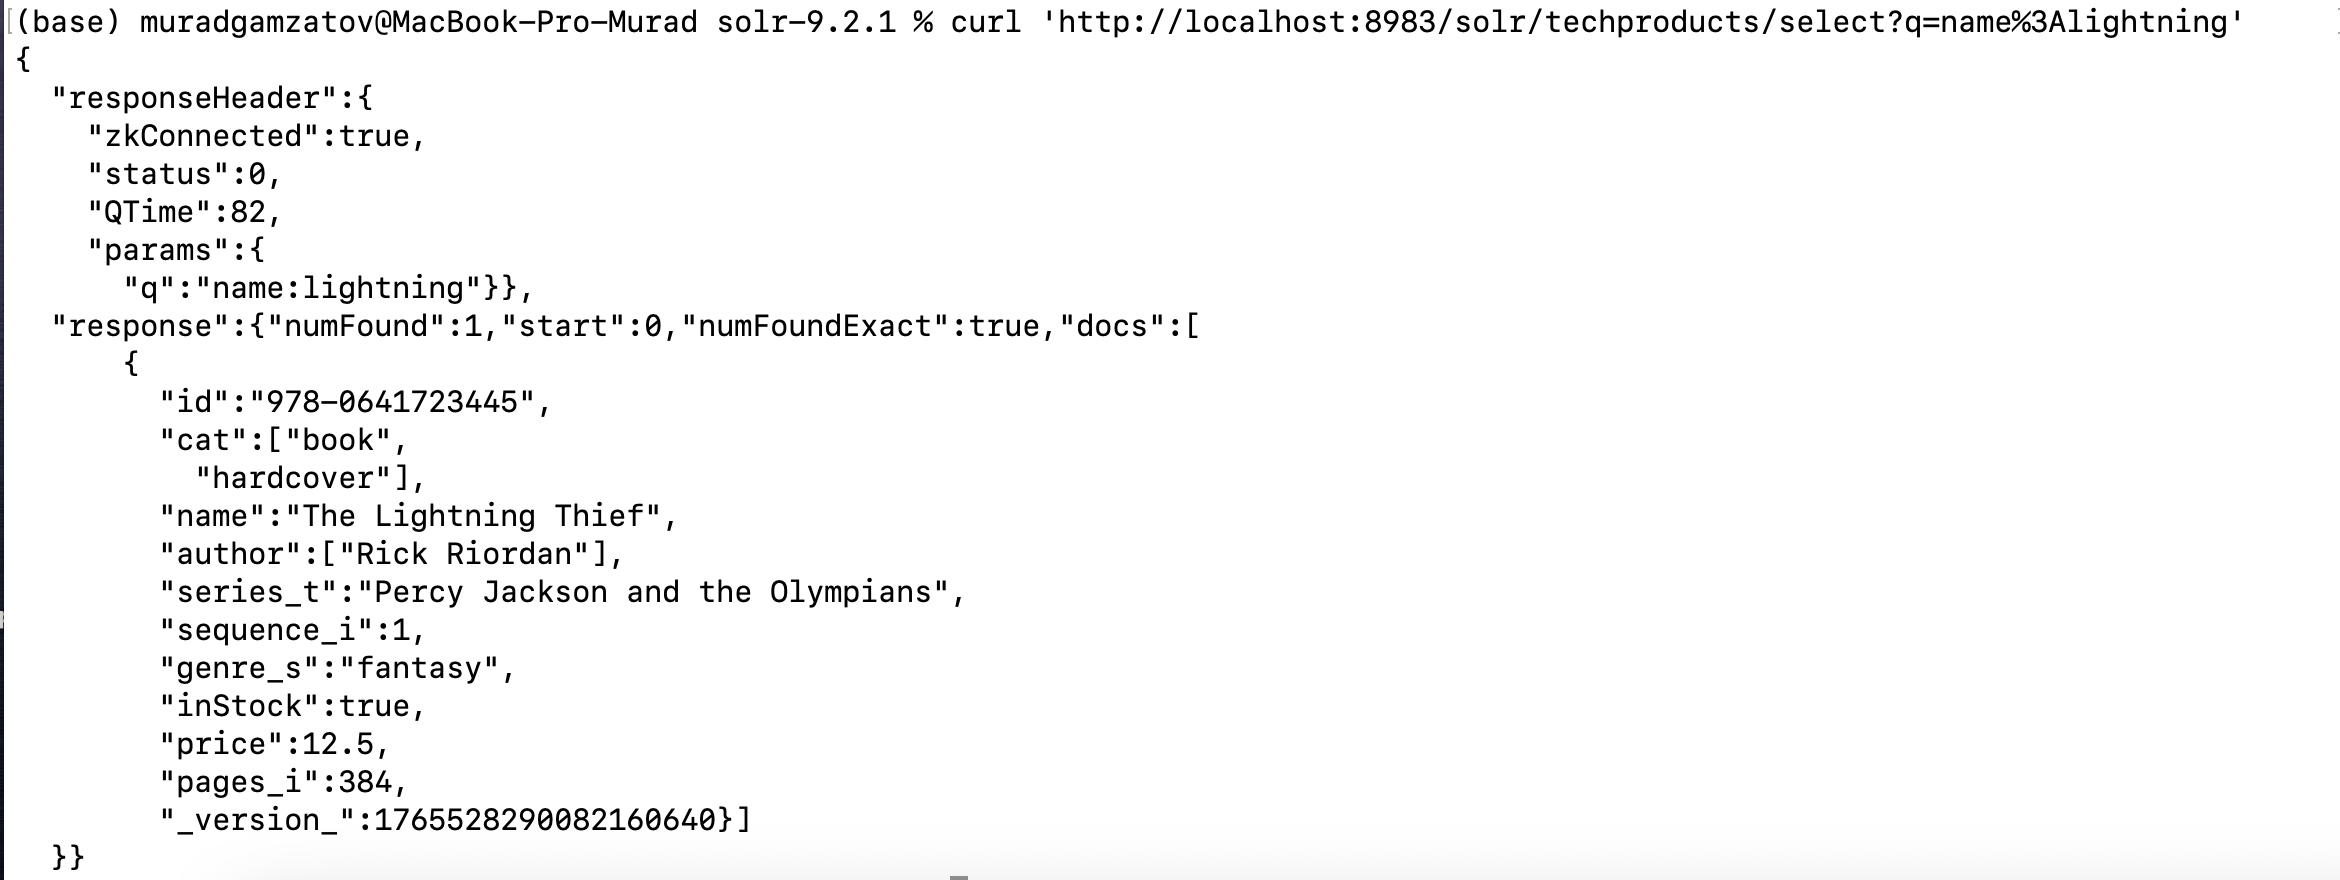 (base) muradgamzatov@MacBook-Pro-Murad solr-9.2.1 % curl 'http://localhost:8983/solr/techproducts/select?q=name%3Alightning'
{
  "responseHeader":{
    "zkConnected":true,
    "status":0,
    "QTime":82,
    "params":{
      "q":"name:lightning"}},
  "response":{"numFound":1,"start":0,"numFoundExact":true,"docs":[
      {
        "id":"978-0641723445",
        "cat":["book",
          "hardcover"],
        "name":"The Lightning Thief",
        "author":["Rick Riordan"],
        "series_t":"Percy Jackson and the Olympians",
        "sequence_i":1,
        "genre_s":"fantasy",
        "inStock":true,
        "price":12.5,
        "pages_i":384,
        "_version_":1765528290082160640}]
  }}